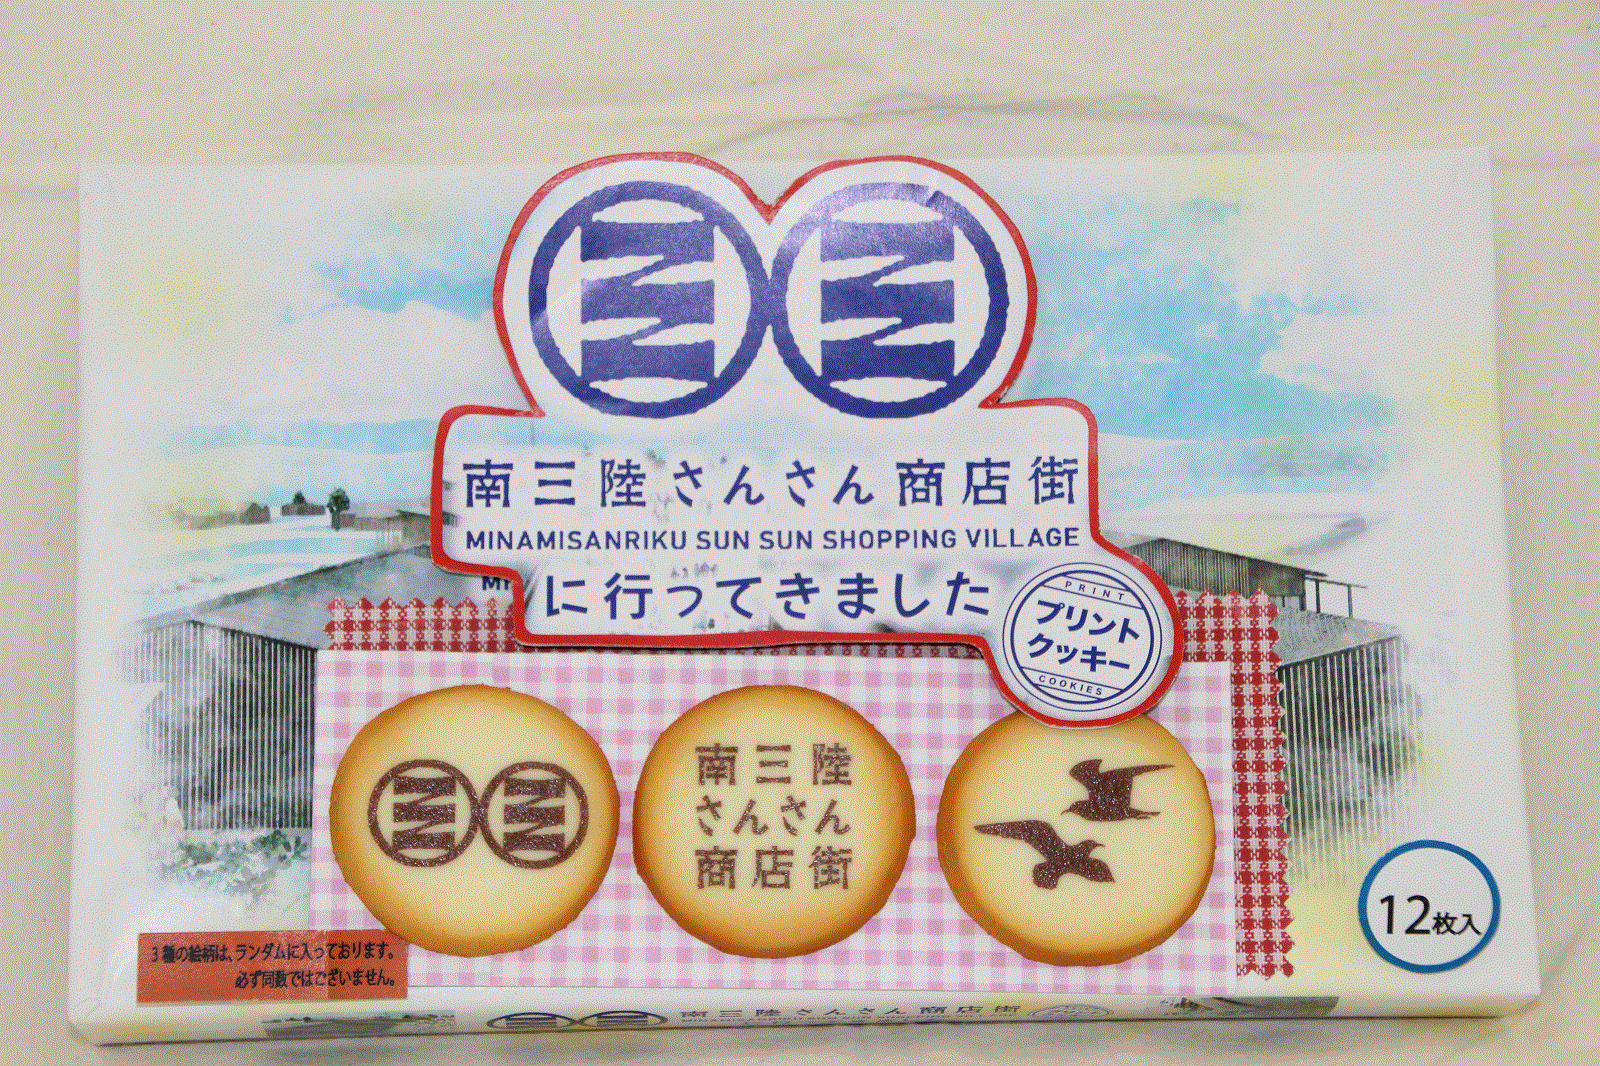 南三陸さんさん商店街
MINAMISANRIKU SUN SUN SHOPPING VILLAGE
に行ってきました
PRINT
プリント
クッキー
COOKIES
南三陸
さんさん
商店街
12枚入
3種の絵柄は、ランダムに入っております。
必ず同数ではございません。
南三陸さんさん商店街